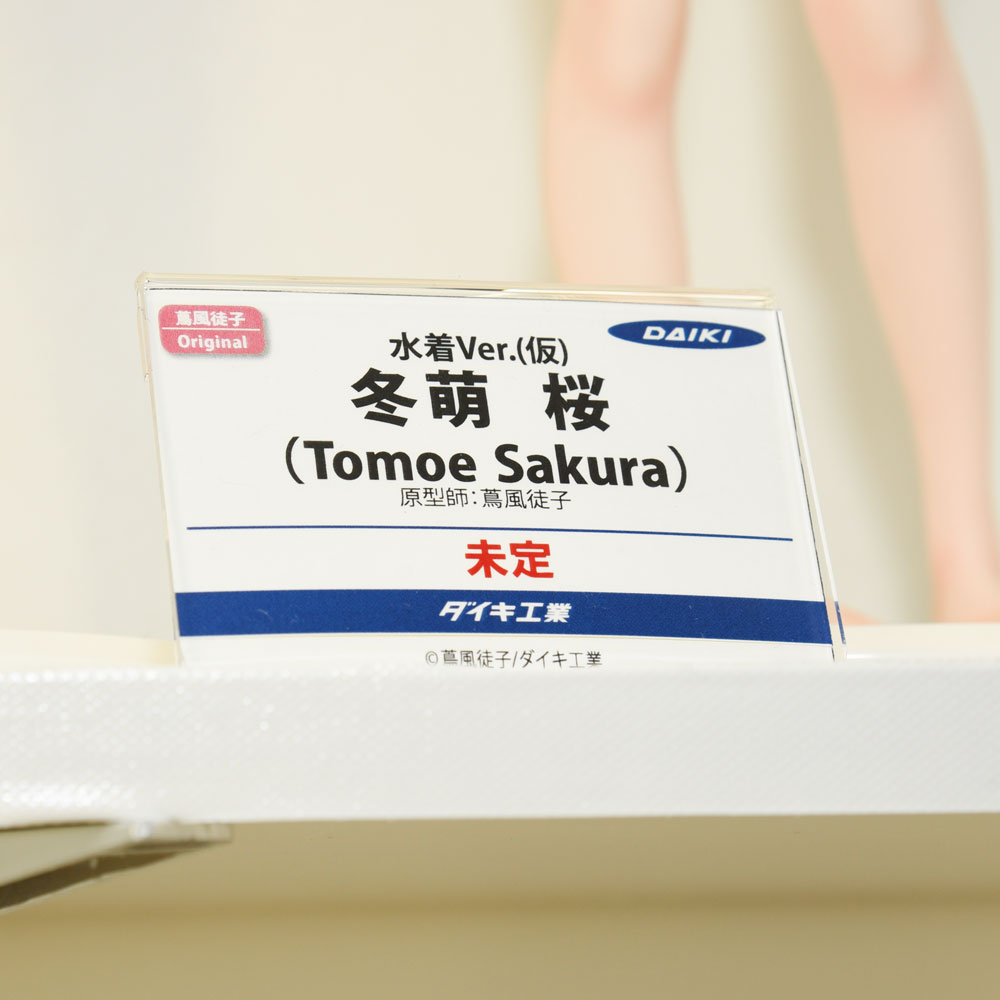 蔦風徒子
Original
DAIKI
水着Ver.(仮)
冬萌 桜
(Tomoe Sakura)
原型師:蔦風徒子
未定
ダイキ工業
©蔦風徒子/ダイキ工業